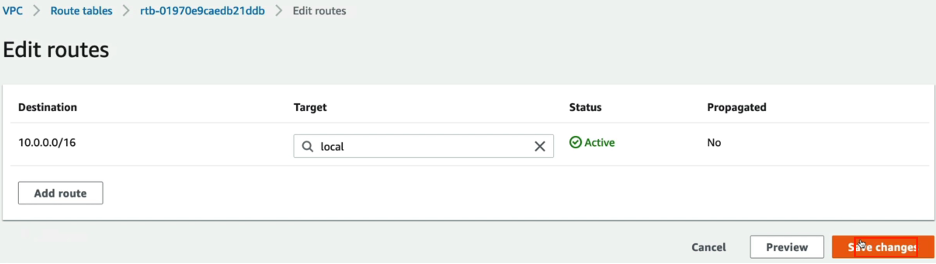 VPC > Route tables > rtb-01970e9caedb21ddb > Edit routes
Edit routes
Destination Target Status Propagated
10.0.0.0/16 local Active No
Add route
Cancel Preview Save changes